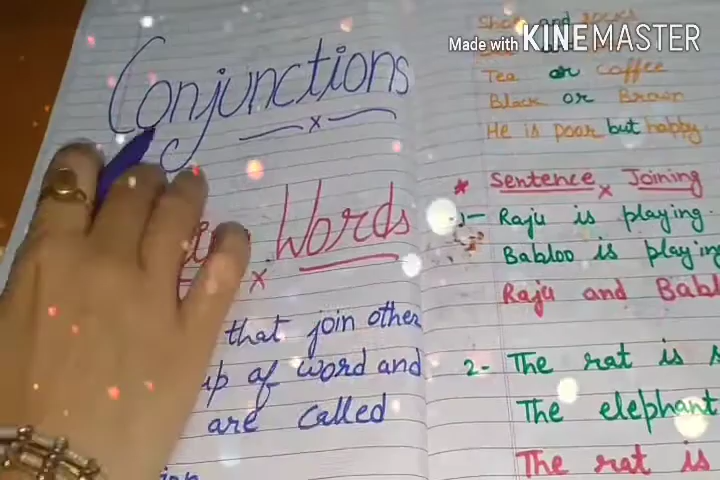 Conjunctions
Words
that join other
up of word and
are called
Made with KINEMASTER
and
Tea or coffee
Black or Brown
He is poor but happy.
* Sentence Joining
1- Raju is playing.
Babloo is playing
Raju and Babl
2- The rat is s
The elephant
The rat is